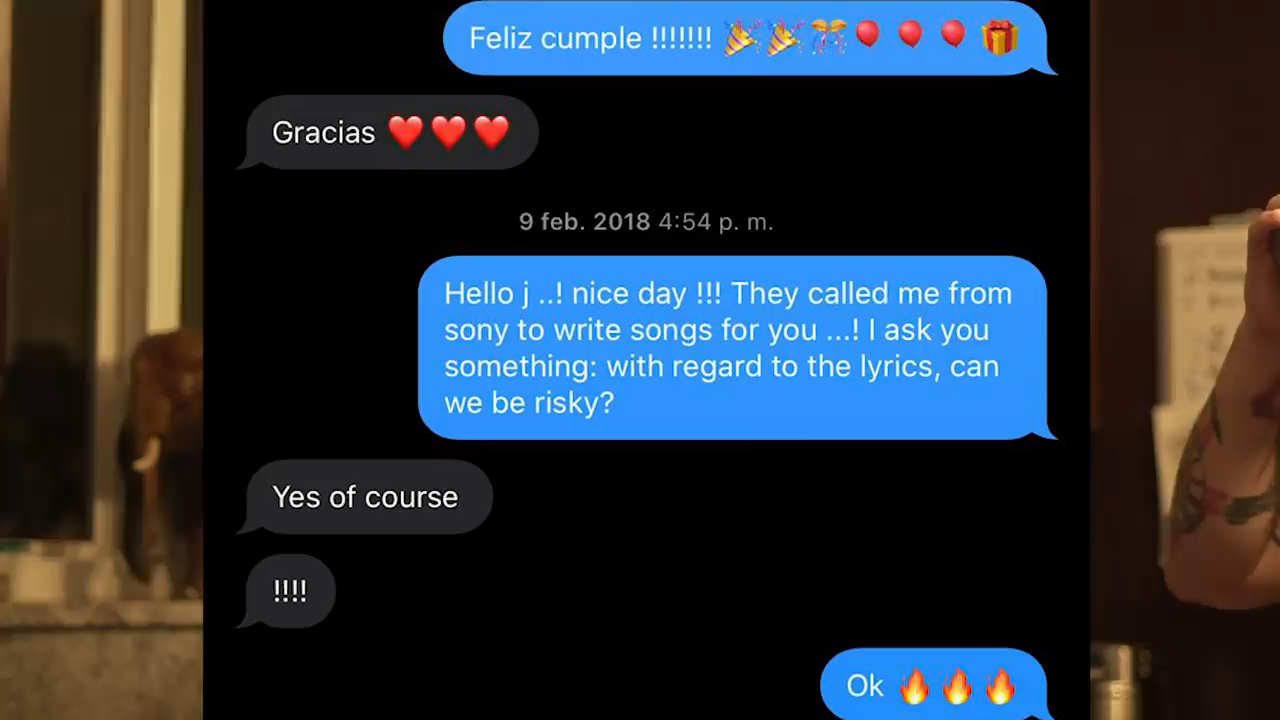 Feliz cumple !!!!!!! 🎉🎉🎊🎈🎈🎈🎁
Gracias ❤️❤️❤️
9 feb. 2018 4:54 p. m.
Hello j ..! nice day !!! They called me from
sony to write songs for you ...! I ask you
something: with regard to the lyrics, can
we be risky?
Yes of course
!!!!
Ok 🔥🔥🔥